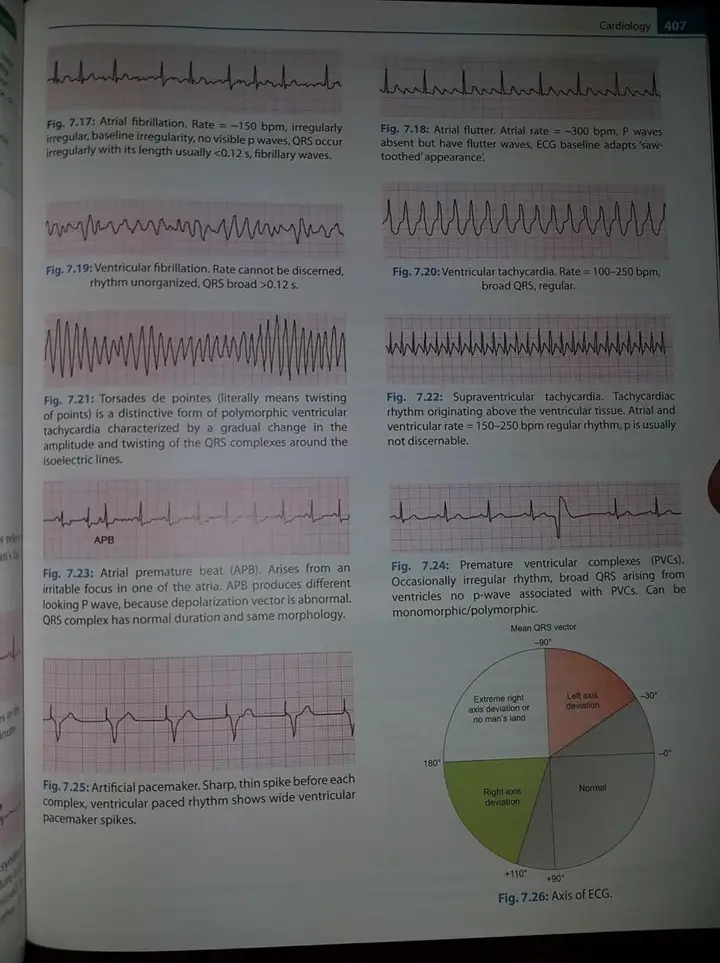 Cardiology 407
Fig. 7.17: Atrial fibrillation. Rate = ~150 bpm, irregularly
irregular, baseline irregularity, no visible p waves, QRS occur
irregularly with its length usually <0.12 s, fibrillary waves.
Fig. 7.18: Atrial flutter. Atrial rate = ~300 bpm, P waves
absent but have flutter waves, ECG baseline adapts 'saw-
toothed' appearance'.
Fig. 7.19: Ventricular fibrillation. Rate cannot be discerned,
rhythm unorganized, QRS broad >0.12 s.
Fig. 7.20: Ventricular tachycardia. Rate = 100–250 bpm,
broad QRS, regular.
Fig. 7.21: Torsades de pointes (literally means twisting
of points) is a distinctive form of polymorphic ventricular
tachycardia characterized by a gradual change in the
amplitude and twisting of the QRS complexes around the
isoelectric lines.
Fig. 7.22: Supraventricular tachycardia. Tachycardiac
rhythm originating above the ventricular tissue. Atrial and
ventricular rate = 150–250 bpm regular rhythm, p is usually
not discernable.
APB
Fig. 7.23: Atrial premature beat (APB). Arises from an
irritable focus in one of the atria. APB produces different
looking P wave, because depolarization vector is abnormal.
QRS complex has normal duration and same morphology.
Fig. 7.24: Premature ventricular complexes (PVCs).
Occasionally irregular rhythm, broad QRS arising from
ventricles no p-wave associated with PVCs. Can be
monomorphic/polymorphic.
Fig. 7.25: Artificial pacemaker. Sharp, thin spike before each
complex, ventricular paced rhythm shows wide ventricular
pacemaker spikes.
Mean QRS vector
–90°
Extreme right
axis deviation or
no man's land
Left axis
deviation
–30°
–0°
180°
Right axis
deviation
Normal
+110°
+90°
Fig. 7.26: Axis of ECG.